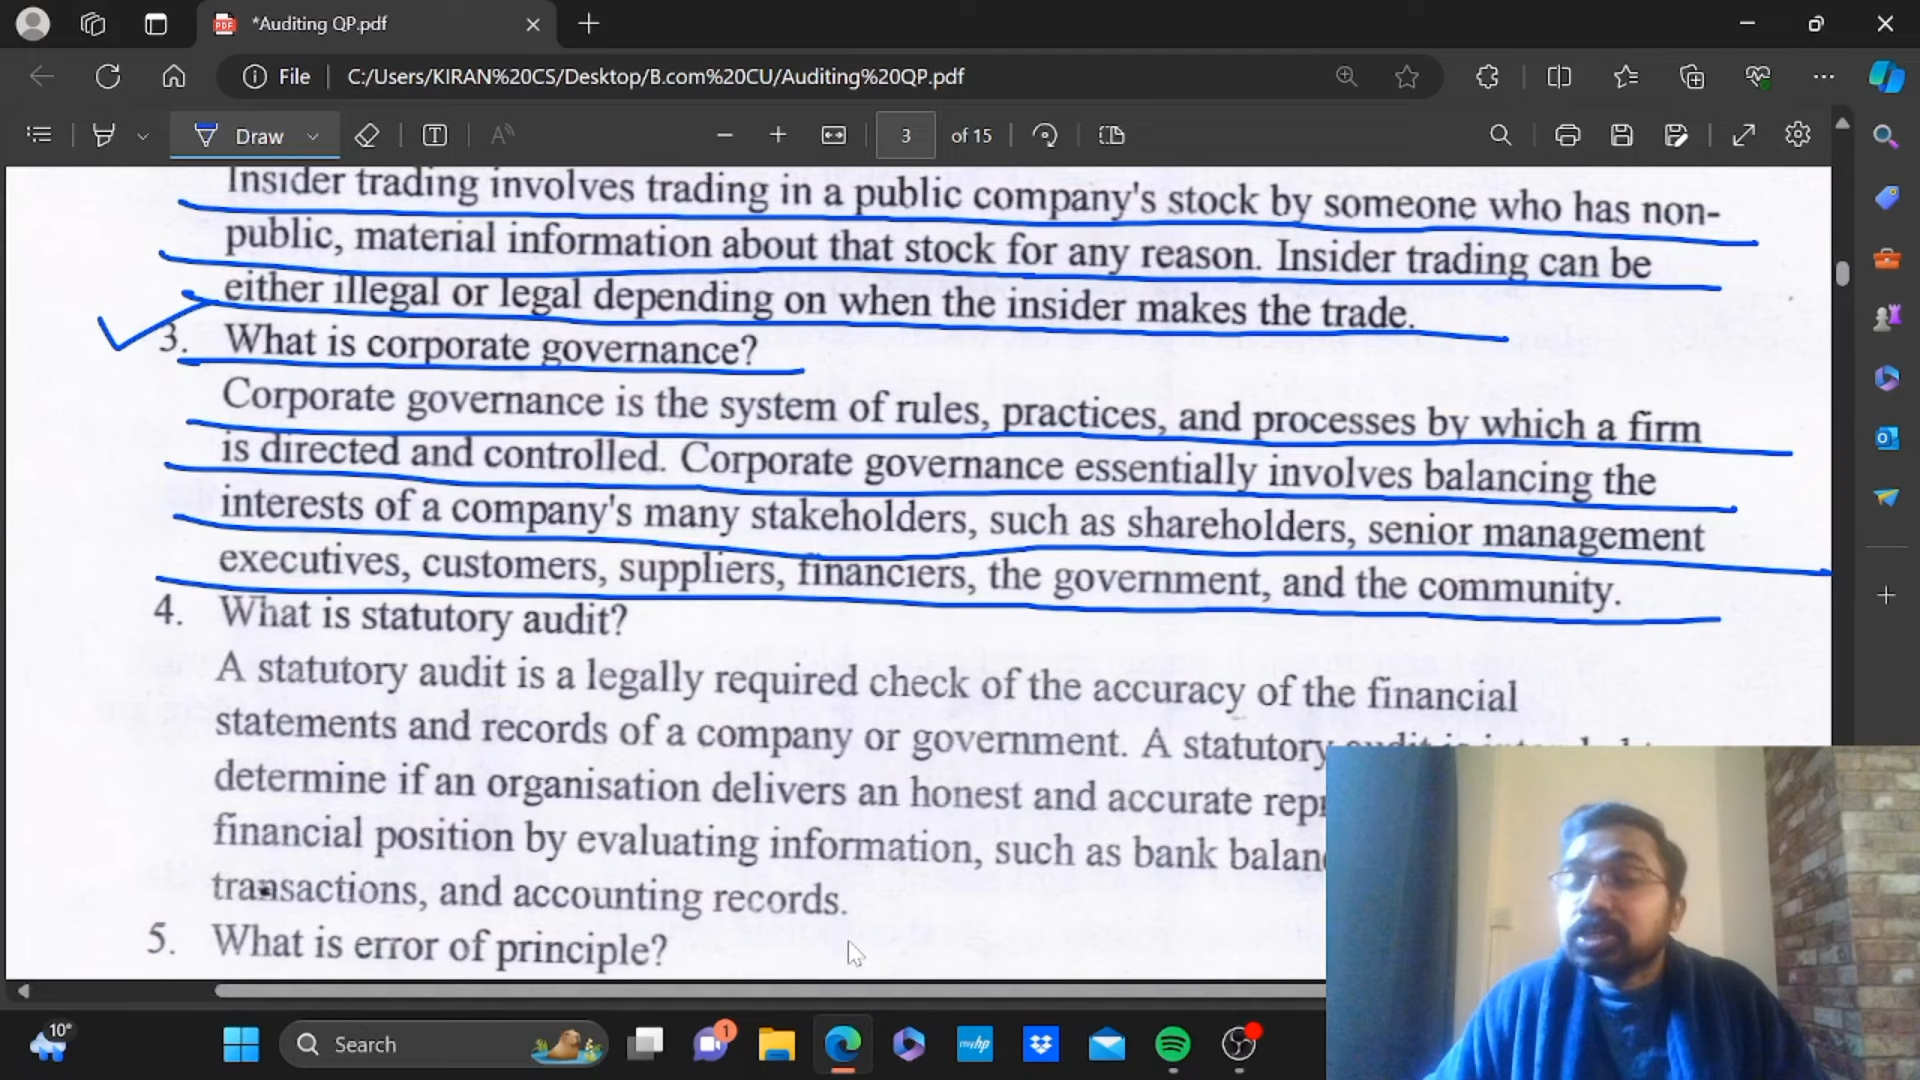 *Auditing QP.pdf
File
C:/Users/KIRAN%20CS/Desktop/B.com%20CU/Auditing%20QP.pdf
Draw
3 of 15
Insider trading involves trading in a public company's stock by someone who has non-
public, material information about that stock for any reason. Insider trading can be
either illegal or legal depending on when the insider makes the trade.
3. What is corporate governance?
Corporate governance is the system of rules, practices, and processes by which a firm
is directed and controlled. Corporate governance essentially involves balancing the
interests of a company's many stakeholders, such as shareholders, senior management
executives, customers, suppliers, financiers, the government, and the community.
4. What is statutory audit?
A statutory audit is a legally required check of the accuracy of the financial
statements and records of a company or government. A statutory
determine if an organisation delivers an honest and accurate
financial position by evaluating information, such as bank
transactions, and accounting records.
5. What is error of principle?
10°
Search
1
myhp